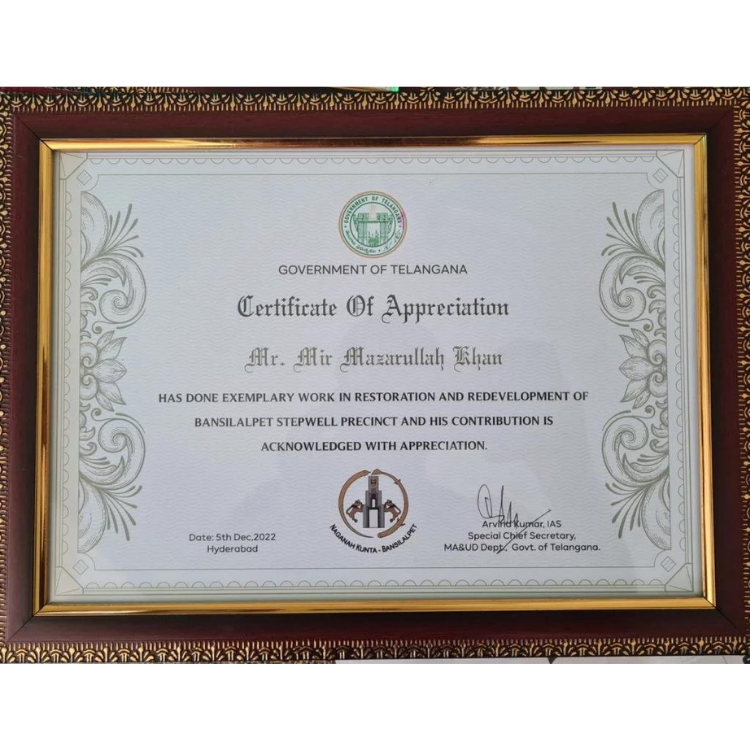 GOVERNMENT OF TELANGANA
GOVERNMENT OF TELANGANA
Certificate Of Appreciation
Mr. Mir Mazarullah Khan
HAS DONE EXEMPLARY WORK IN RESTORATION AND REDEVELOPMENT OF
BANSILALPET STEPWELL PRECINCT AND HIS CONTRIBUTION IS
ACKNOWLEDGED WITH APPRECIATION.
NAGANAH KUNTA - BANSILALPET
Date: 5th Dec,2022
Hyderabad
Arvind Kumar, IAS
Special Chief Secretary,
MA&UD Dept., Govt. of Telangana.